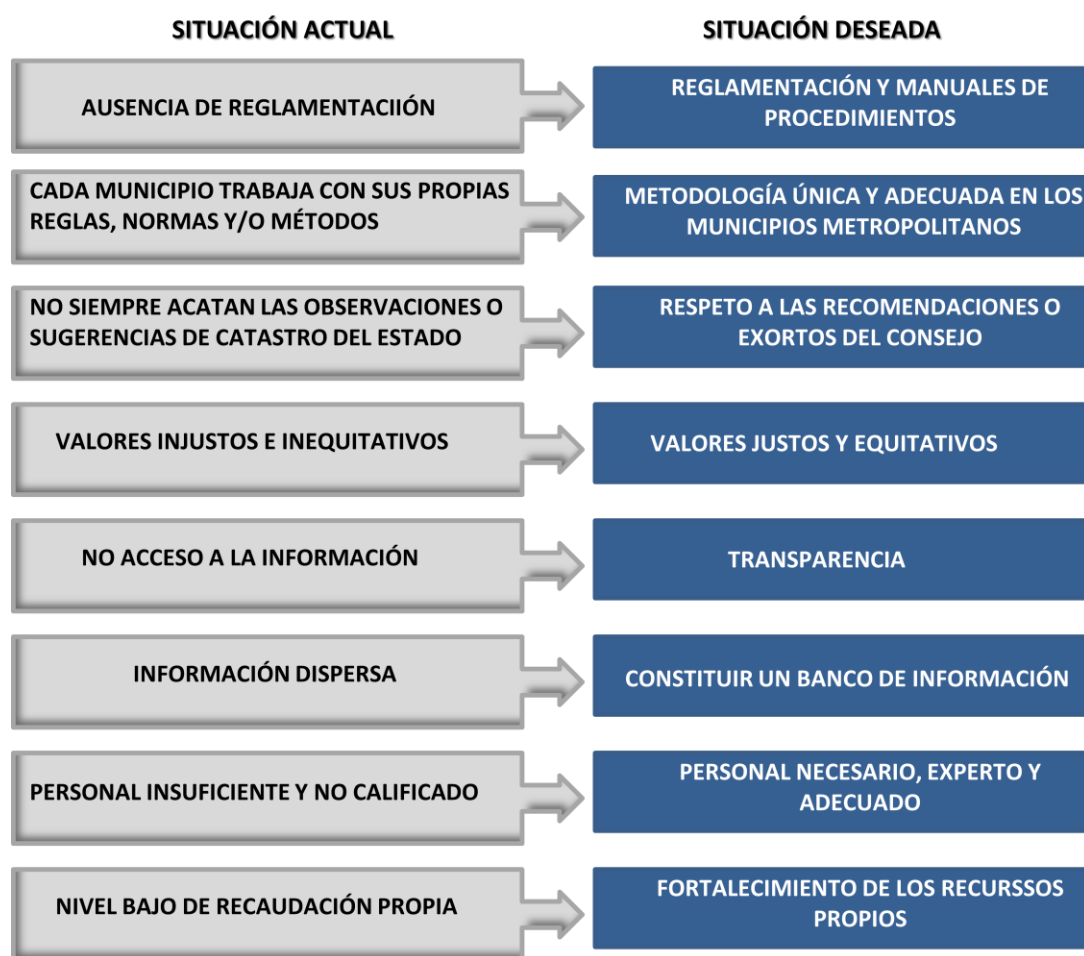 SITUACIÓN ACTUAL
SITUACIÓN DESEADA
AUSENCIA DE REGLAMENTACIIÓN
REGLAMENTACIÓN Y MANUALES DE
PROCEDIMIENTOS
CADA MUNICIPIO TRABAJA CON SUS PROPIAS
REGLAS, NORMAS Y/O MÉTODOS
METODOLOGÍA ÚNICA Y ADECUADA EN LOS
MUNICIPIOS METROPOLITANOS
NO SIEMPRE ACATAN LAS OBSERVACIONES O
SUGERENCIAS DE CATASTRO DEL ESTADO
RESPETO A LAS RECOMENDACIONES O
EXORTOS DEL CONSEJO
VALORES INJUSTOS E INEQUITATIVOS
VALORES JUSTOS Y EQUITATIVOS
NO ACCESO A LA INFORMACIÓN
TRANSPARENCIA
INFORMACIÓN DISPERSA
CONSTITUIR UN BANCO DE INFORMACIÓN
PERSONAL INSUFICIENTE Y NO CALIFICADO
PERSONAL NECESARIO, EXPERTO Y
ADECUADO
NIVEL BAJO DE RECAUDACIÓN PROPIA
FORTALECIMIENTO DE LOS RECURSSOS
PROPIOS